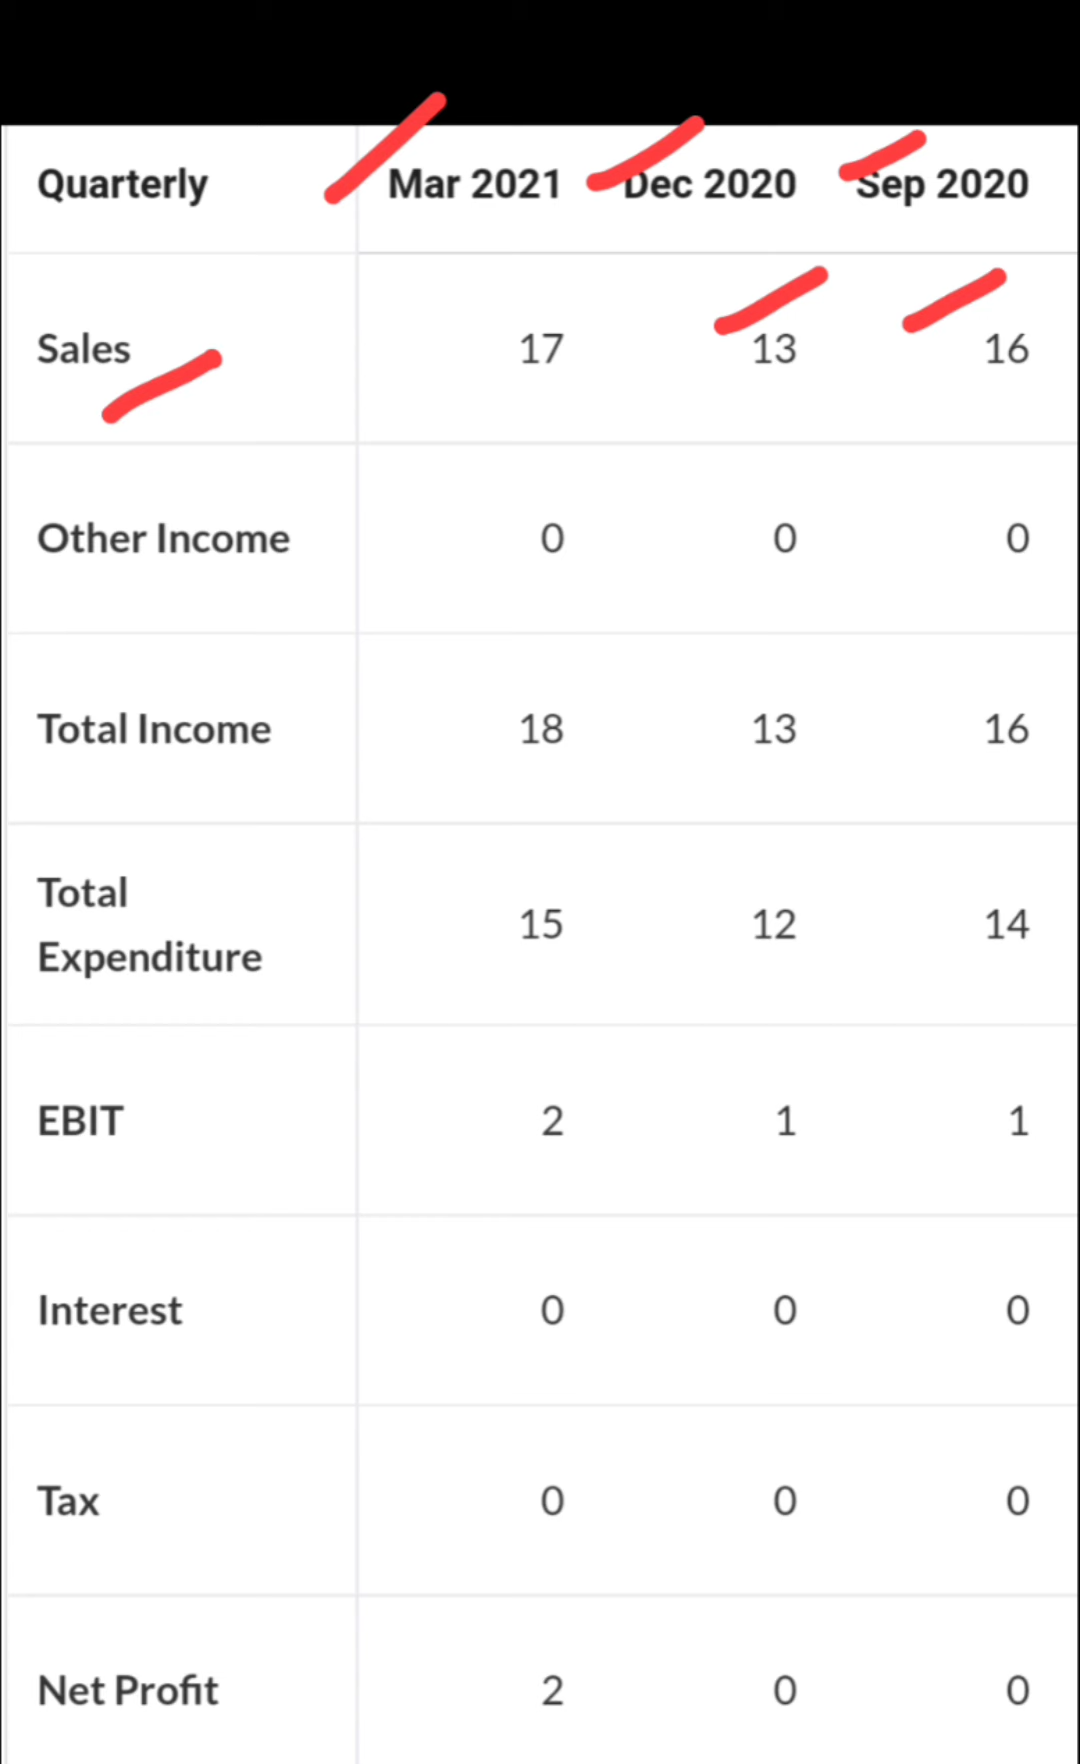 Quarterly Mar 2021 Dec 2020 Sep 2020
Sales 17 13 16
Other Income 0 0 0
Total Income 18 13 16
Total
Expenditure 15 12 14
EBIT 2 1 1
Interest 0 0 0
Tax 0 0 0
Net Profit 2 0 0